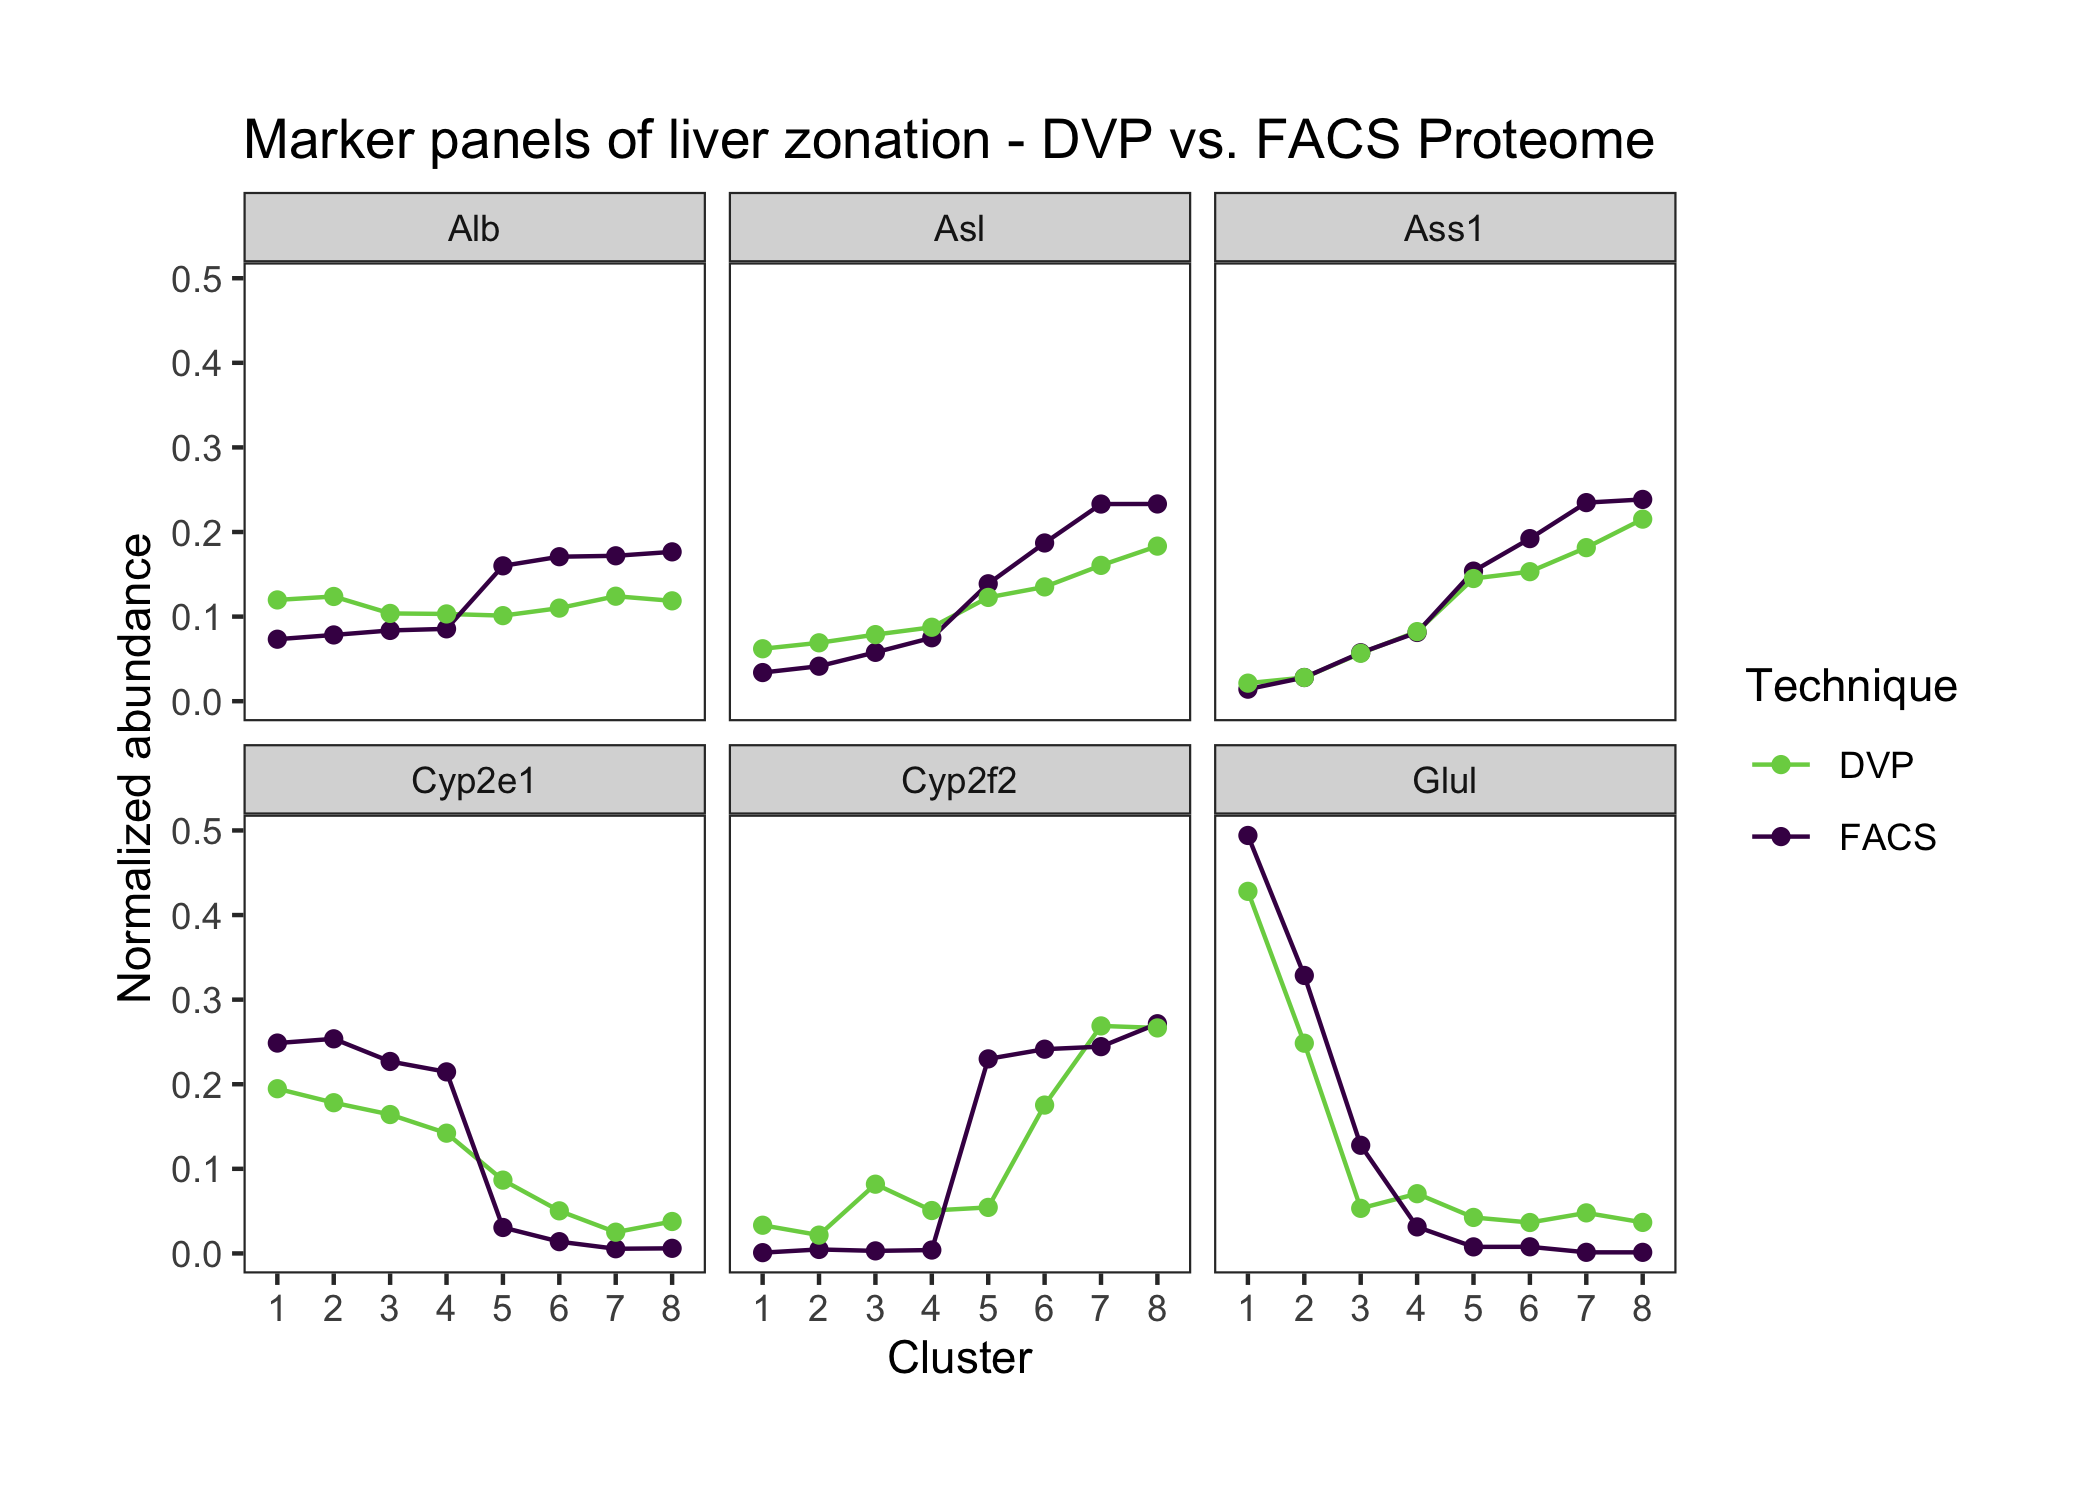 Marker panels of liver zonation - DVP vs. FACS Proteome
Alb
Asl
Ass1
0.5
0.4
0.3
0.2
0.1
0.0
Cyp2e1
Cyp2f2
Glul
0.5
0.4
0.3
0.2
0.1
0.0
1 2 3 4 5 6 7 8
1 2 3 4 5 6 7 8
1 2 3 4 5 6 7 8
Normalized abundance
Cluster
Technique
DVP
FACS